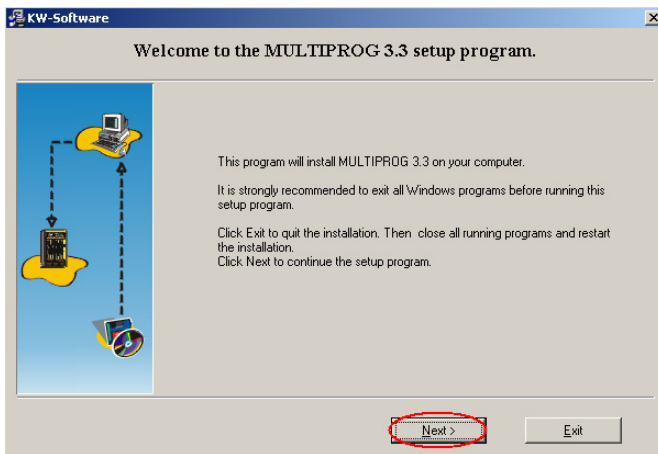 KW-Software
Welcome to the MULTIPROG 3.3 setup program.
This program will install MULTIPROG 3.3 on your computer.
It is strongly recommended to exit all Windows programs before running this
setup program.
Click Exit to quit the installation. Then close all running programs and restart
the installation.
Click Next to continue the setup program.
Next >
Exit